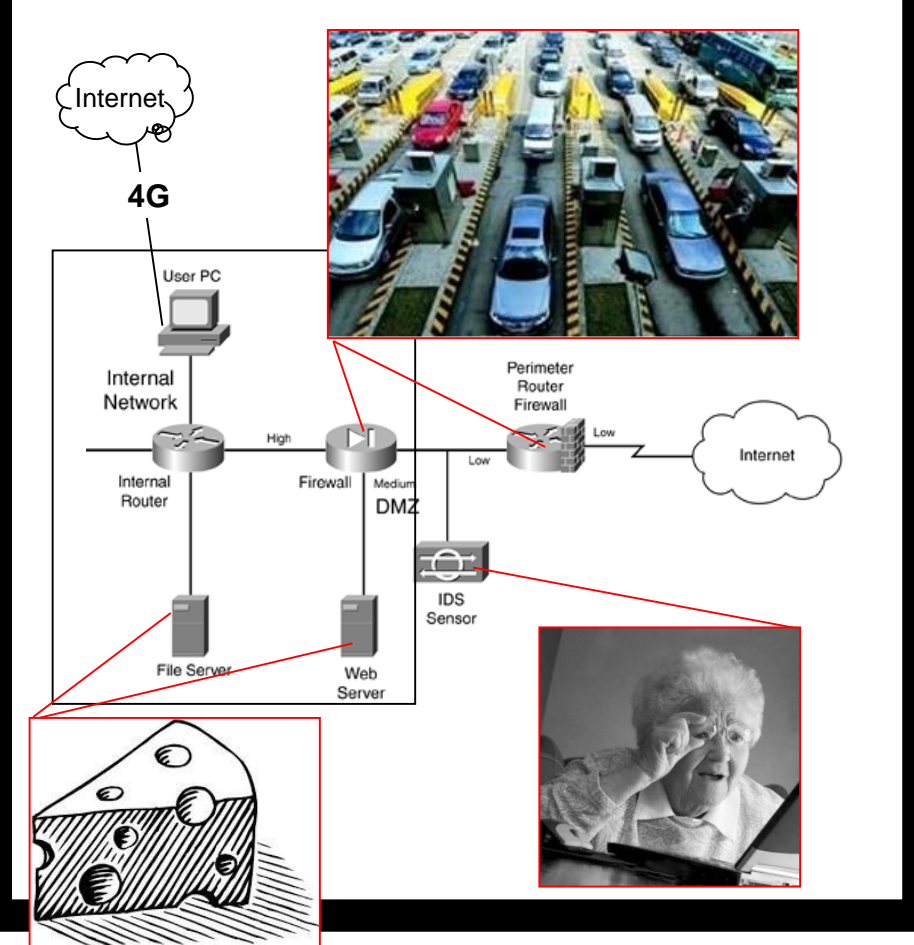 Internet
4G
User PC
Internal
Network
Perimeter
Router
Firewall
High
Low
Low
Internet
Internal
Router
Firewall
Medium
DMZ
IDS
Sensor
File Server
Web
Server